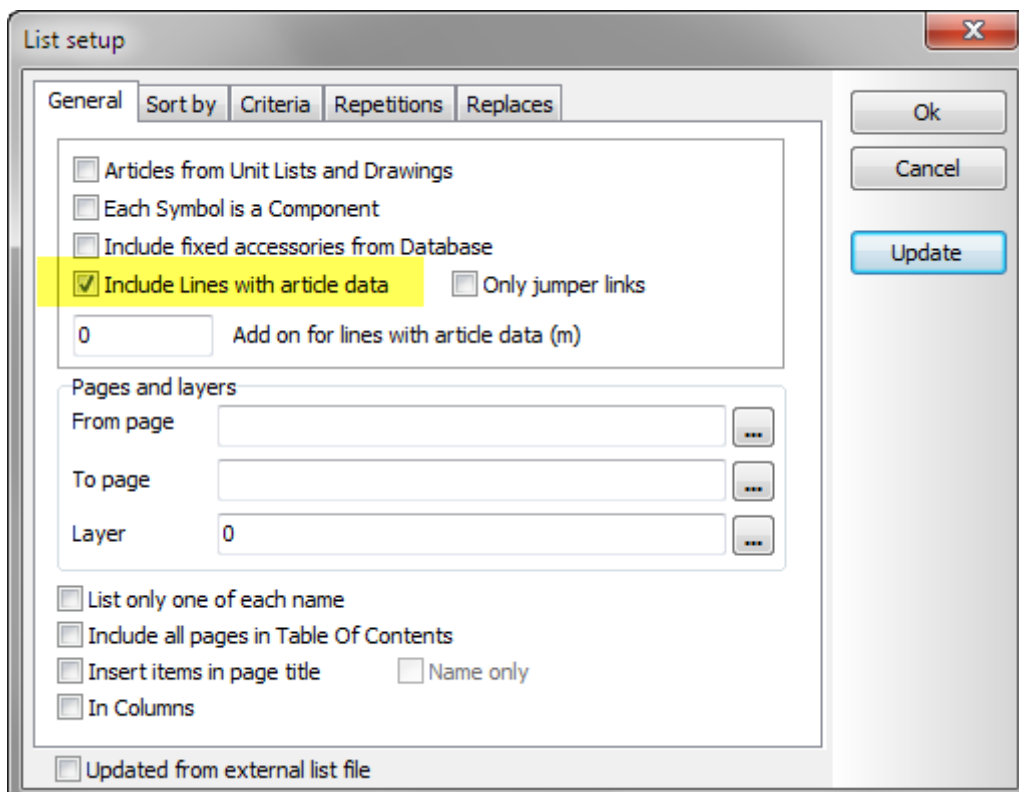 List setup
General Sort by Criteria Repetitions Replaces
Ok
Cancel
Update
Articles from Unit Lists and Drawings
Each Symbol is a Component
Include fixed accessories from Database
Include Lines with article data Only jumper links
0 Add on for lines with article data (m)
Pages and layers
From page ...
To page ...
Layer 0 ...
List only one of each name
Include all pages in Table Of Contents
Insert items in page title Name only
In Columns
Updated from external list file